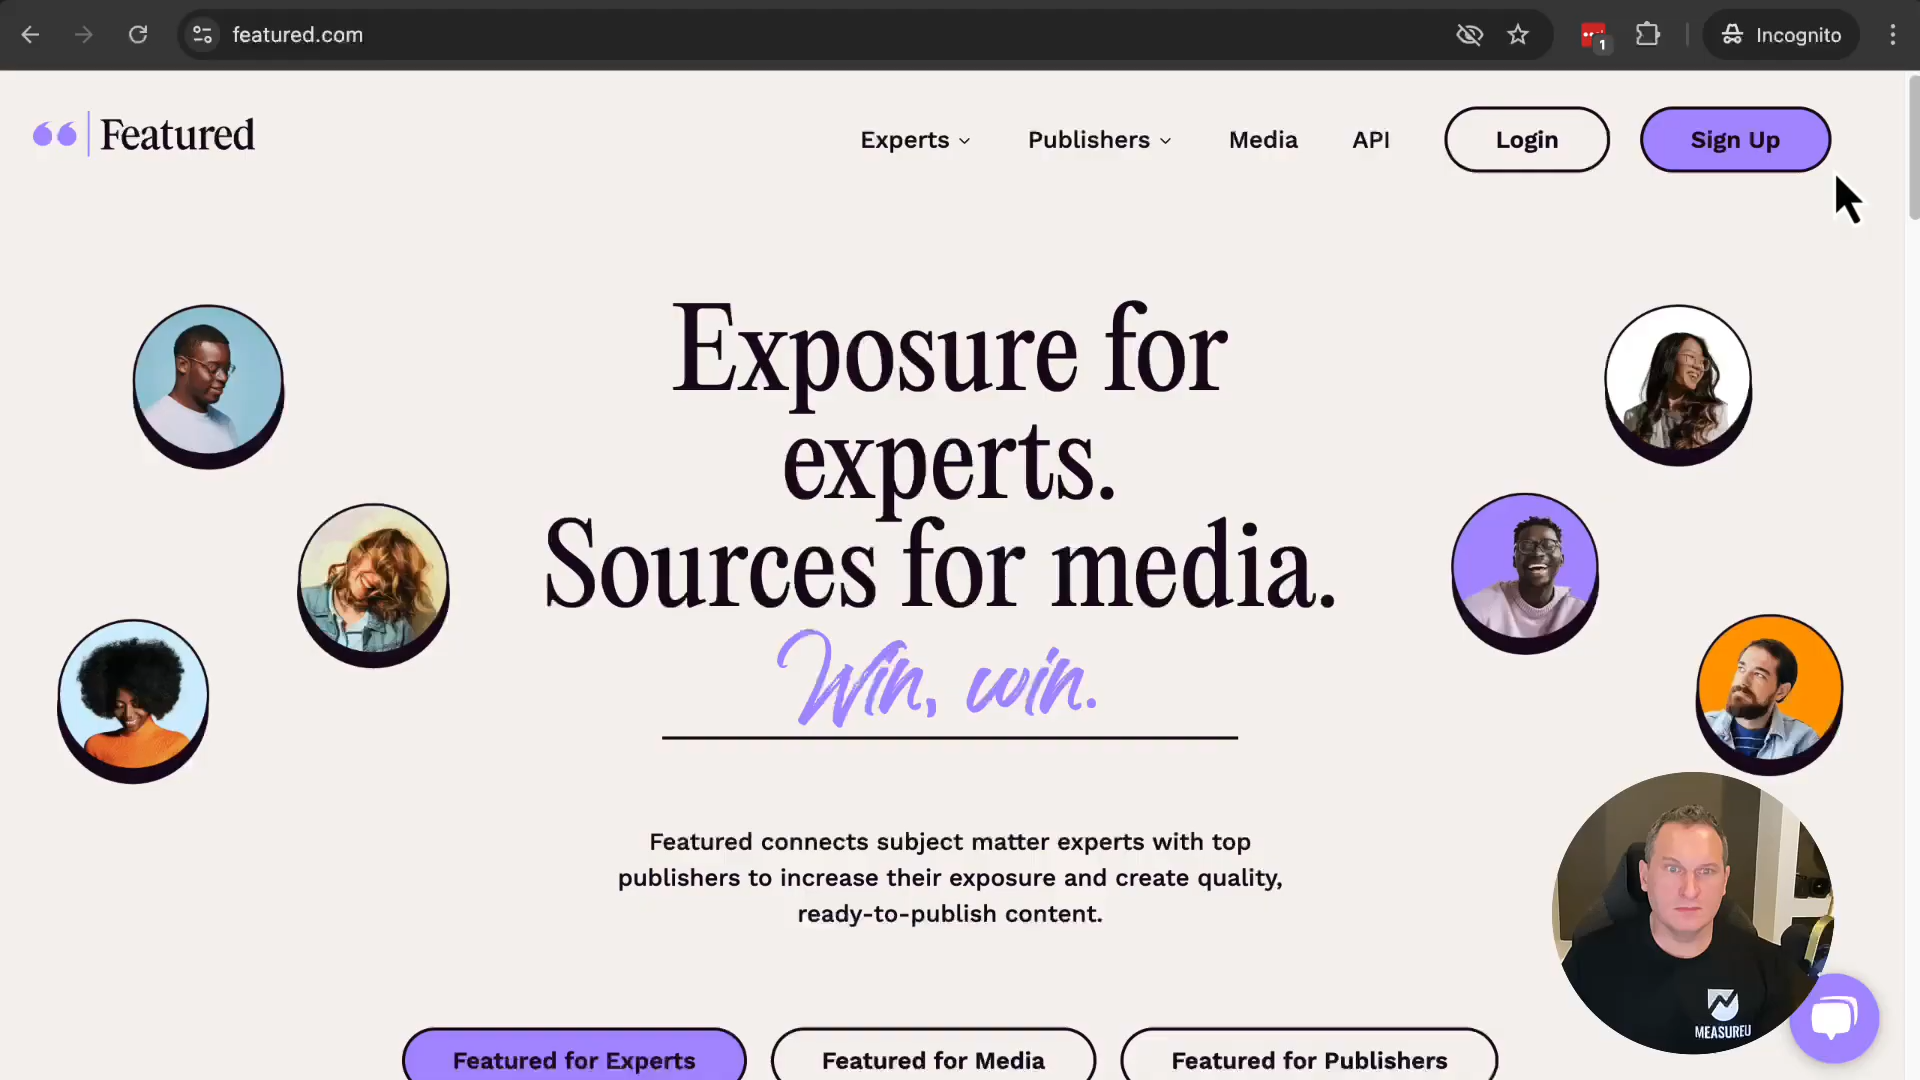 featured.com
1
Incognito
Featured
Experts
Publishers
Media
API
Login
Sign Up
Exposure for
experts.
Sources for media.
Win, win.
Featured connects subject matter experts with top
publishers to increase their exposure and create quality,
ready-to-publish content.
MEASUREU
Featured for Experts
Featured for Media
Featured for Publishers